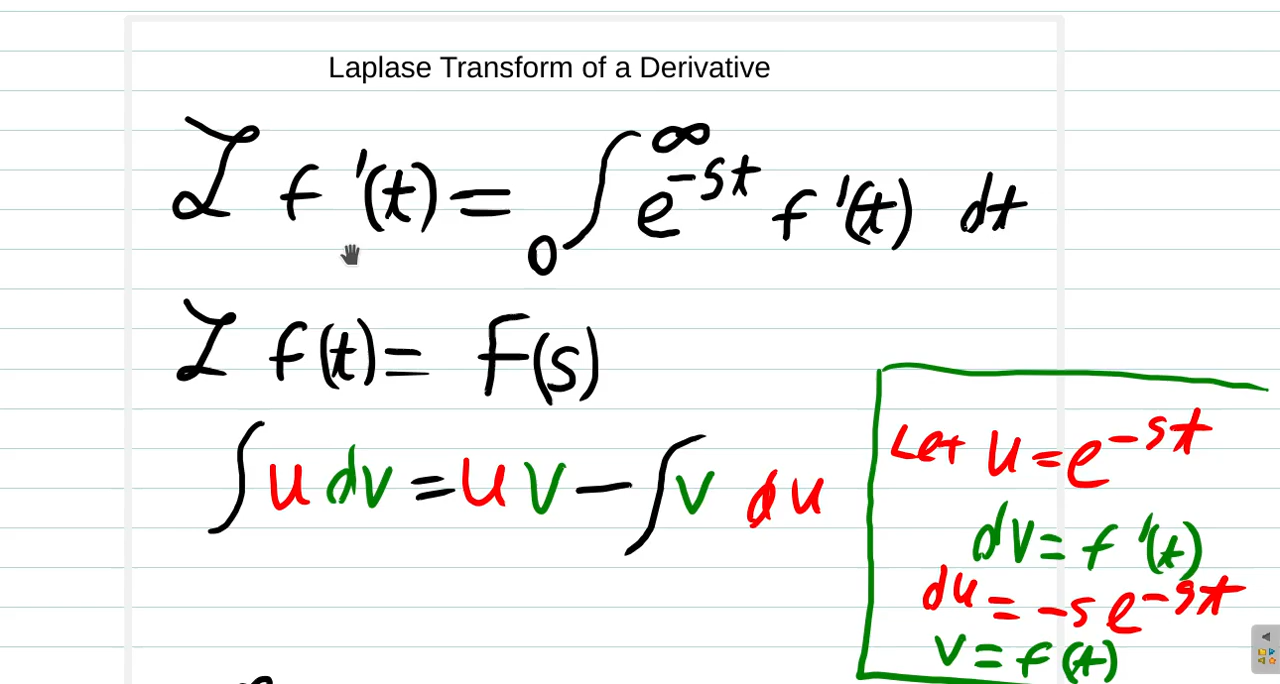 Laplase Transform of a Derivative
ℒ f'(t) = ∫₀^∞ e^{-st} f'(t) dt
ℒ f(t) = F(s)
∫ u dv = u v - ∫ v du
Let u = e^{-st}
dv = f'(t)
du = -s e^{-st}
v = f(t)